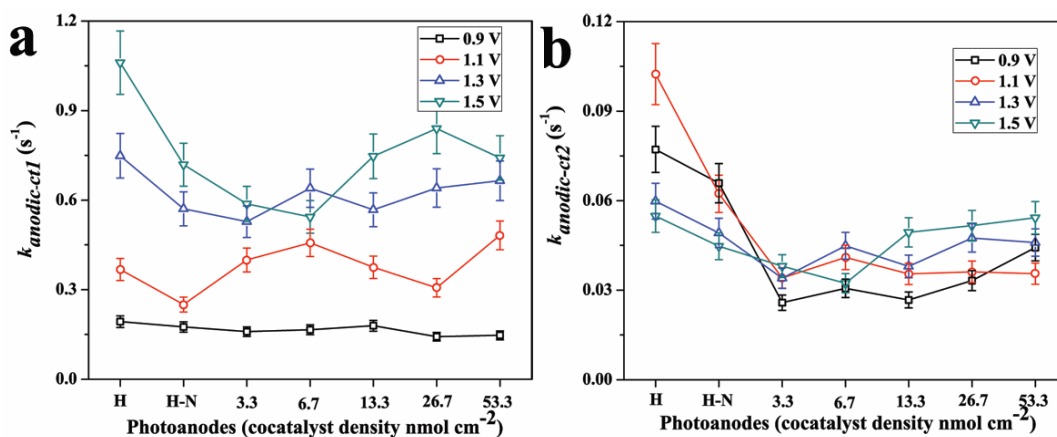 a
1.2
0.9
0.6
0.3
0.0
k_anodic-ct1 (s⁻¹)
0.9 V
1.1 V
1.3 V
1.5 V
H H-N 3.3 6.7 13.3 26.7 53.3
Photoanodes (cocatalyst density nmol cm⁻²)
b
0.12
0.09
0.06
0.03
0.00
k_anodic-ct2 (s⁻¹)
0.9 V
1.1 V
1.3 V
1.5 V
H H-N 3.3 6.7 13.3 26.7 53.3
Photoanodes (cocatalyst density nmol cm⁻²)